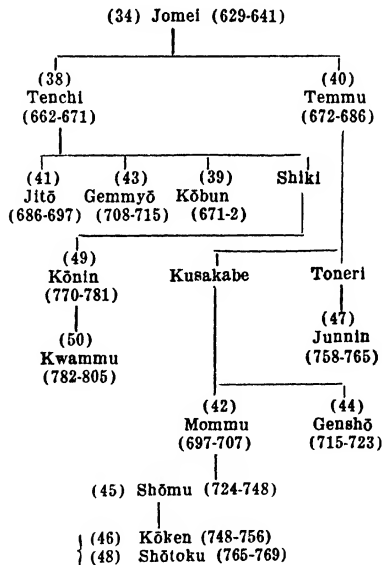 (34) Jomei (629-641)
(38) (40)
Tenchi Temmu
(662-671) (672-686)
(41) (43) (39) Shiki
Jitō Gemmyō Kōbun
(686-697) (708-715) (671-2)
(49)
Kōnin Kusakabe Toneri
(770-781) (47)
(50) Junnin
Kwammu (758-765)
(782-805)
(42) (44)
Mommu Genshō
(697-707) (715-723)
(45) Shōmu (724-748)
(46) Kōken (748-756)
(48) Shōtoku (765-769)